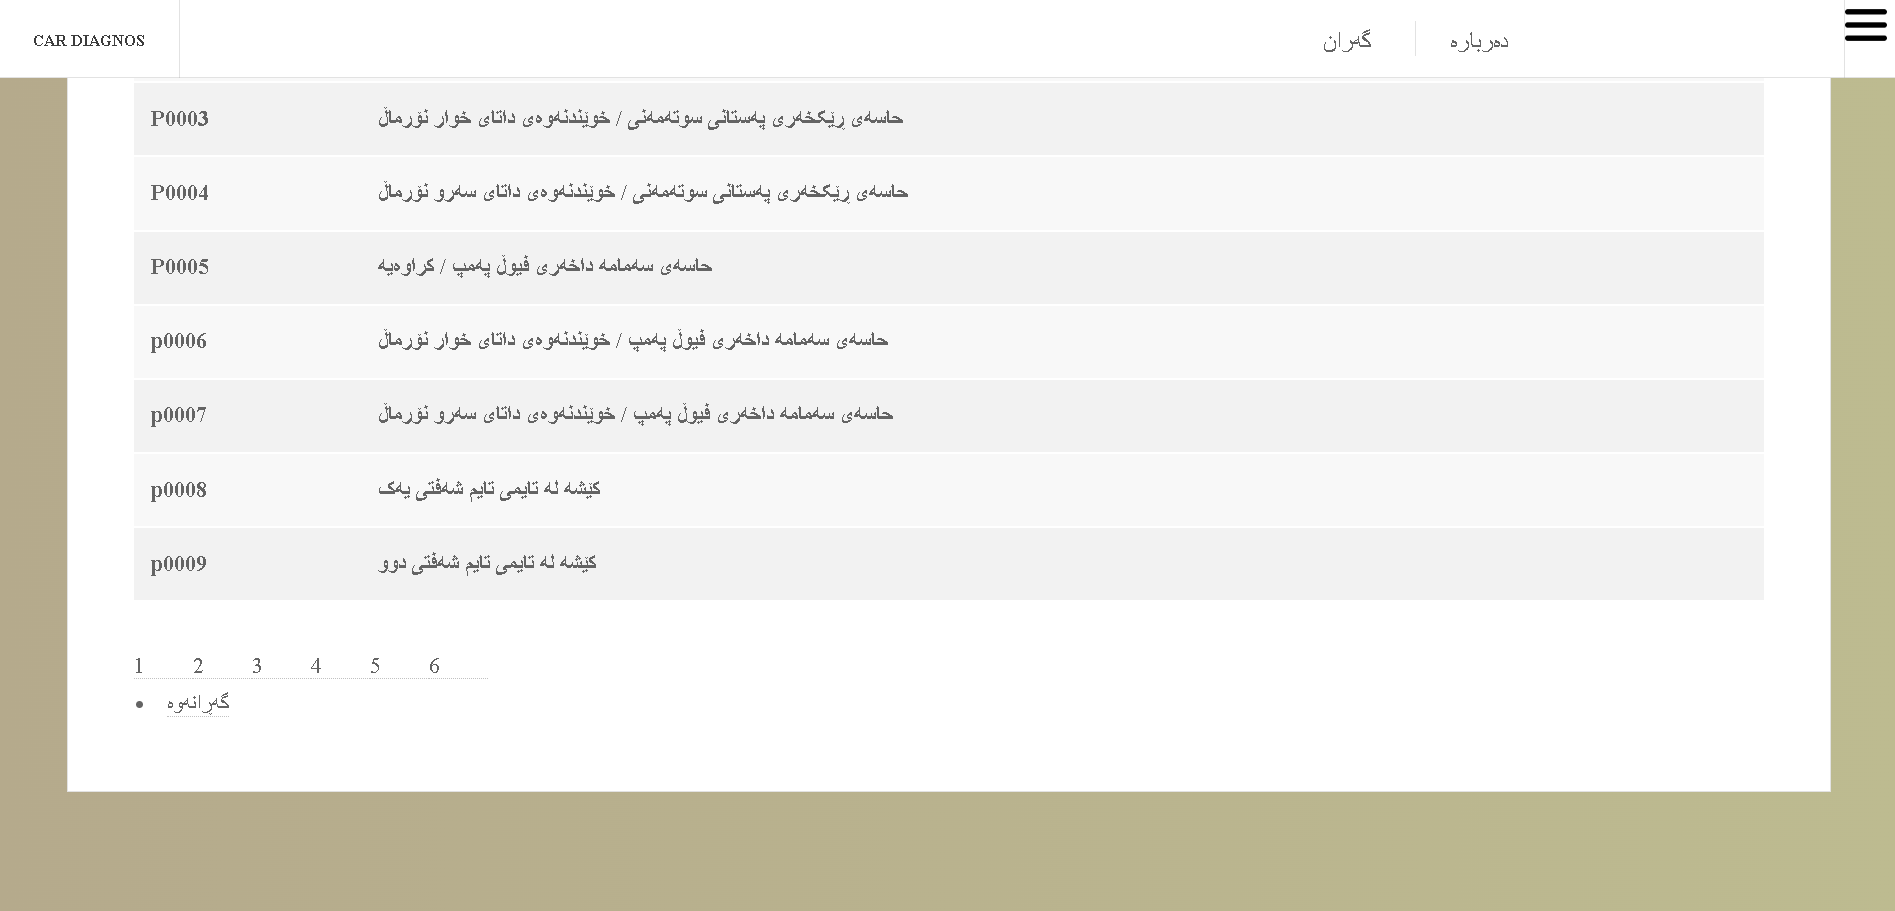 CAR DIAGNOS
گەران
دەربارە
P0003 حاسەی ڕێکخەری پەستانی سوتەمەنی / خوێندنەوەی داتای خوار نۆرماڵ
P0004 حاسەی ڕێکخەری پەستانی سوتەمەنی / خوێندنەوەی داتای سەرو نۆرماڵ
P0005 حاسەی سەمامە داخەری فیوڵ پەمپ / کراوەیە
p0006 حاسەی سەمامە داخەری فیوڵ پەمپ / خوێندنەوەی داتای خوار نۆرماڵ
p0007 حاسەی سەمامە داخەری فیوڵ پەمپ / خوێندنەوەی داتای سەرو نۆرماڵ
p0008 کێشە لە تایمی تایم شەفتی یەک
p0009 کێشە لە تایمی تایم شەفتی دوو
1 2 3 4 5 6
گەڕانەوە